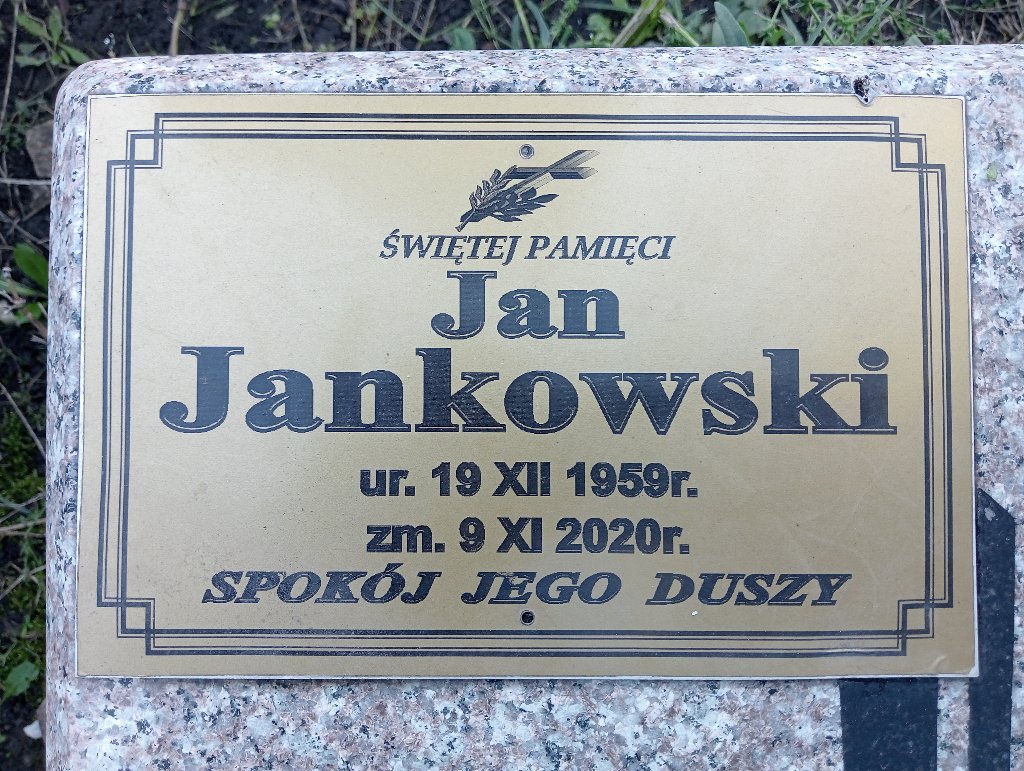 ŚWIĘTEJ PAMIĘCI
Jan
Jankowski
ur. 19 XII 1959r.
zm. 9 XI 2020r.
SPOKÓJ JEGO DUSZY